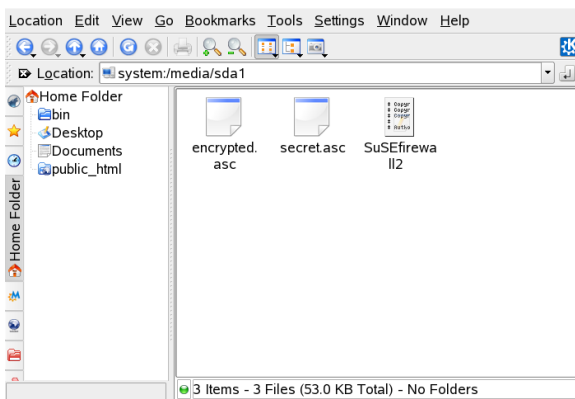 Location Edit View Go Bookmarks Tools Settings Window Help
Location: system:/media/sda1
Home Folder
bin
Desktop
Documents
public_html
Home Folder
encrypted.
asc
secret.asc
SuSEfirewa
ll2
3 Items - 3 Files (53.0 KB Total) - No Folders